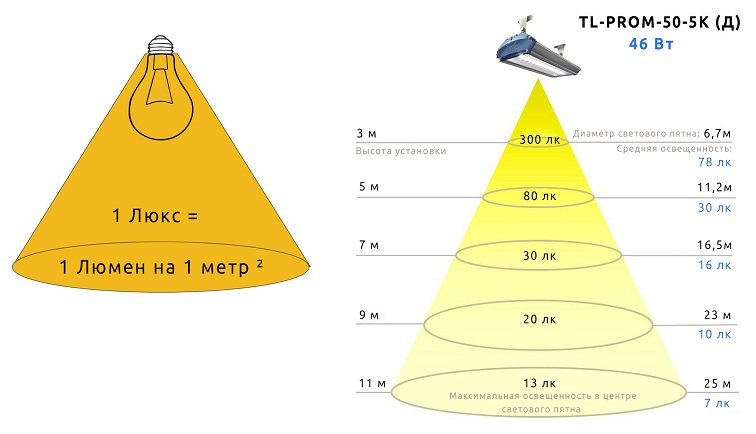 1 Люкс =
1 Люмен на 1 метр ²
TL-PROM-50-5K (Д)
46 Вт
3 м
300 лк
Диаметр светового пятна: 6,7м
Высота установки
Средняя освещенность:
78 лк
5 м
80 лк
11,2м
30 лк
7 м
30 лк
16,5м
16 лк
9 м
20 лк
23 м
10 лк
11 м
13 лк
25 м
Максимальная освещенность в центре
светового пятна
7 лк